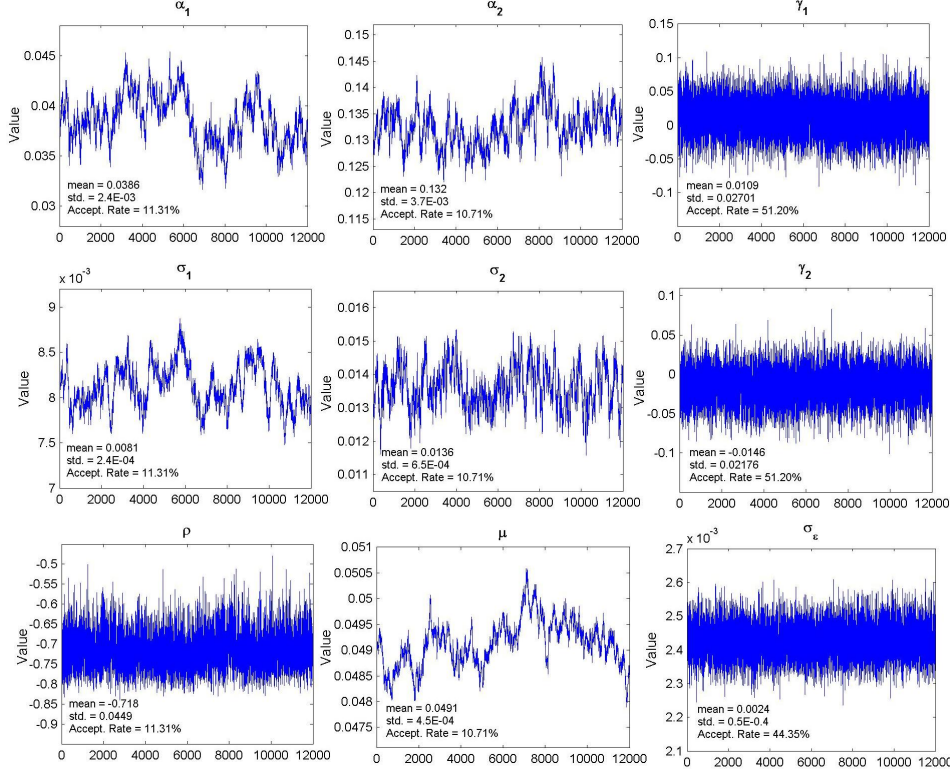 α1
Value
0.045
0.04
0.035
0.03
mean = 0.0386
std. = 2.4E-03
Accept. Rate = 11.31%
0 2000 4000 6000 8000 10000 12000
α2
0.15
0.145
0.14
0.135
0.13
0.125
0.12
0.115
mean = 0.132
std. = 3.7E-03
Accept. Rate = 10.71%
0 2000 4000 6000 8000 10000 12000
γ1
Value
0.15
0.1
0.05
0
-0.05
-0.1
mean = 0.0109
std. = 0.02701
Accept. Rate = 51.20%
0 2000 4000 6000 8000 10000 12000
σ1
x 10-3
Value
9
8.5
8
7.5
7
mean = 0.0081
std. = 2.4E-04
Accept. Rate = 11.31%
0 2000 4000 6000 8000 10000 12000
σ2
Value
0.016
0.015
0.014
0.013
0.012
0.011
mean = 0.0136
std. = 6.5E-04
Accept. Rate = 10.71%
0 2000 4000 6000 8000 10000 12000
γ2
Value
0.1
0.05
0
-0.05
-0.1
mean = -0.0146
std. = 0.02176
Accept. Rate = 51.20%
0 2000 4000 6000 8000 10000 12000
ρ
Value
-0.5
-0.55
-0.6
-0.65
-0.7
-0.75
-0.8
-0.85
-0.9
mean = -0.718
std. = 0.0449
Accept. Rate = 11.31%
0 2000 4000 6000 8000 10000 12000
μ
Value
0.051
0.0505
0.05
0.0495
0.049
0.0485
0.048
0.0475
mean = 0.0491
std. = 4.5E-04
Accept. Rate = 10.71%
0 2000 4000 6000 8000 10000 12000
σε
x 10-3
Value
2.7
2.6
2.5
2.4
2.3
2.2
2.1
mean = 0.0024
std. = 0.5E-0.4
Accept. Rate = 44.35%
0 2000 4000 6000 8000 10000 12000